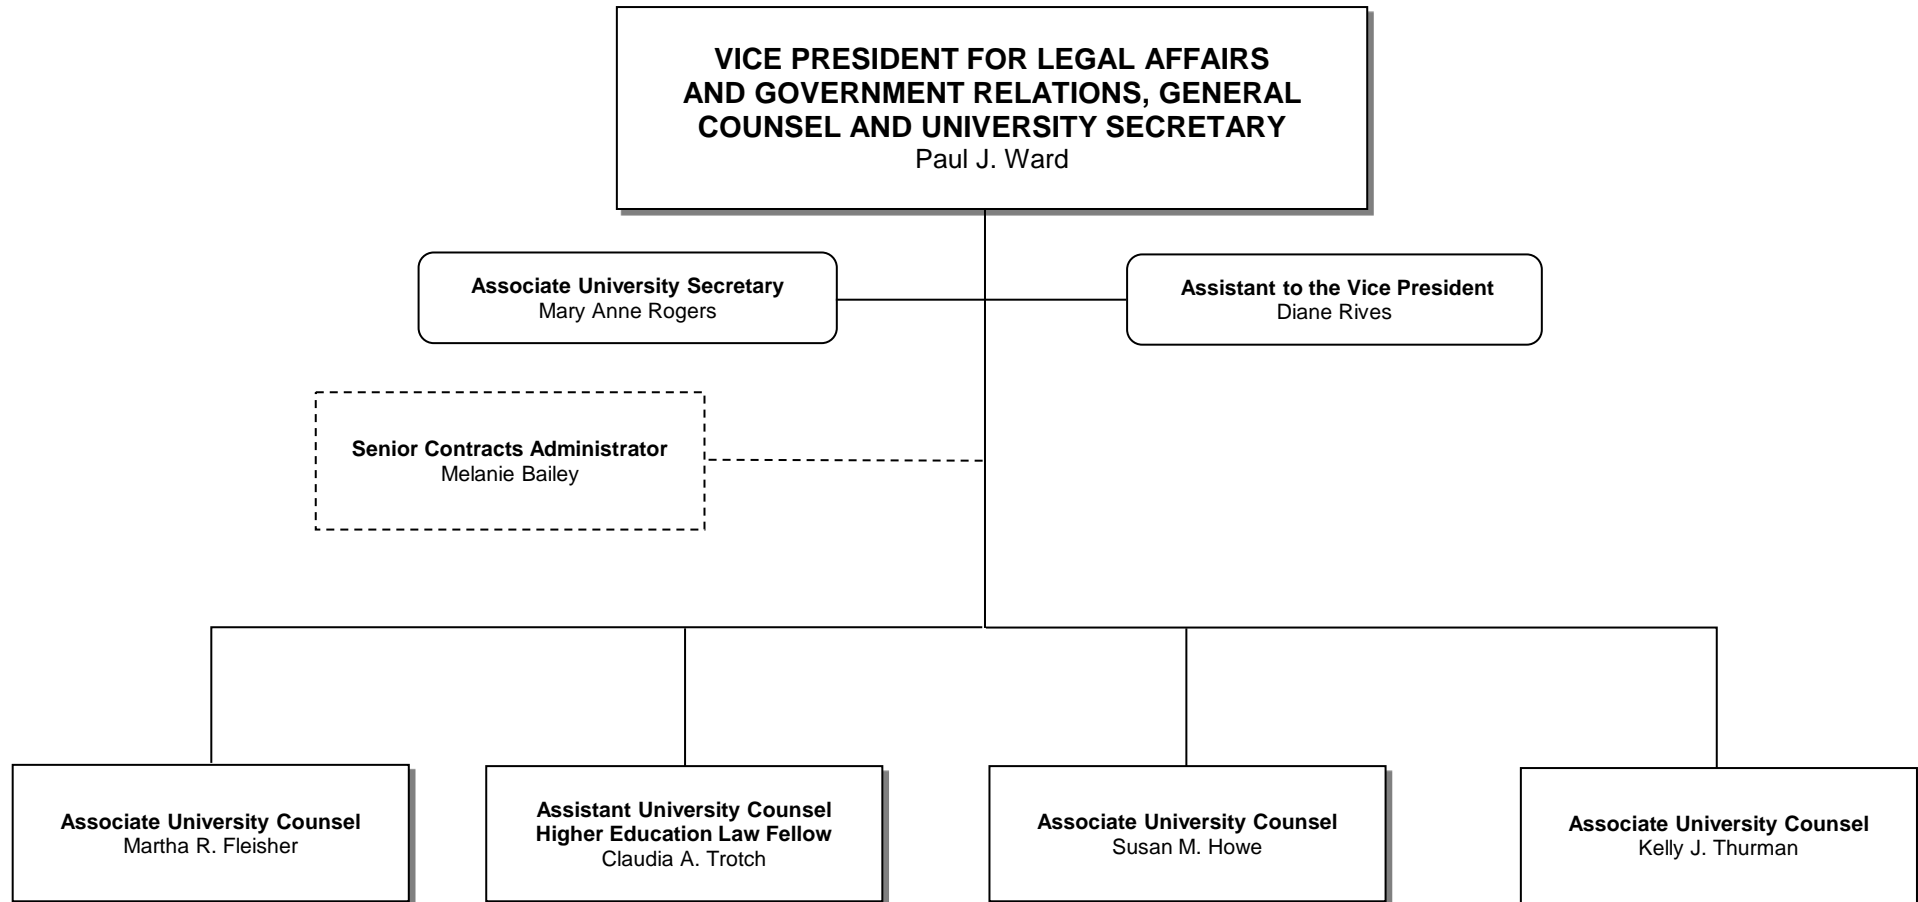 VICE PRESIDENT FOR LEGAL AFFAIRS
AND GOVERNMENT RELATIONS, GENERAL
COUNSEL AND UNIVERSITY SECRETARY
Paul J. Ward
Associate University Secretary
Mary Anne Rogers
Assistant to the Vice President
Diane Rives
Senior Contracts Administrator
Melanie Bailey
Associate University Counsel
Martha R. Fleisher
Assistant University Counsel
Higher Education Law Fellow
Claudia A. Trotch
Associate University Counsel
Susan M. Howe
Associate University Counsel
Kelly J. Thurman